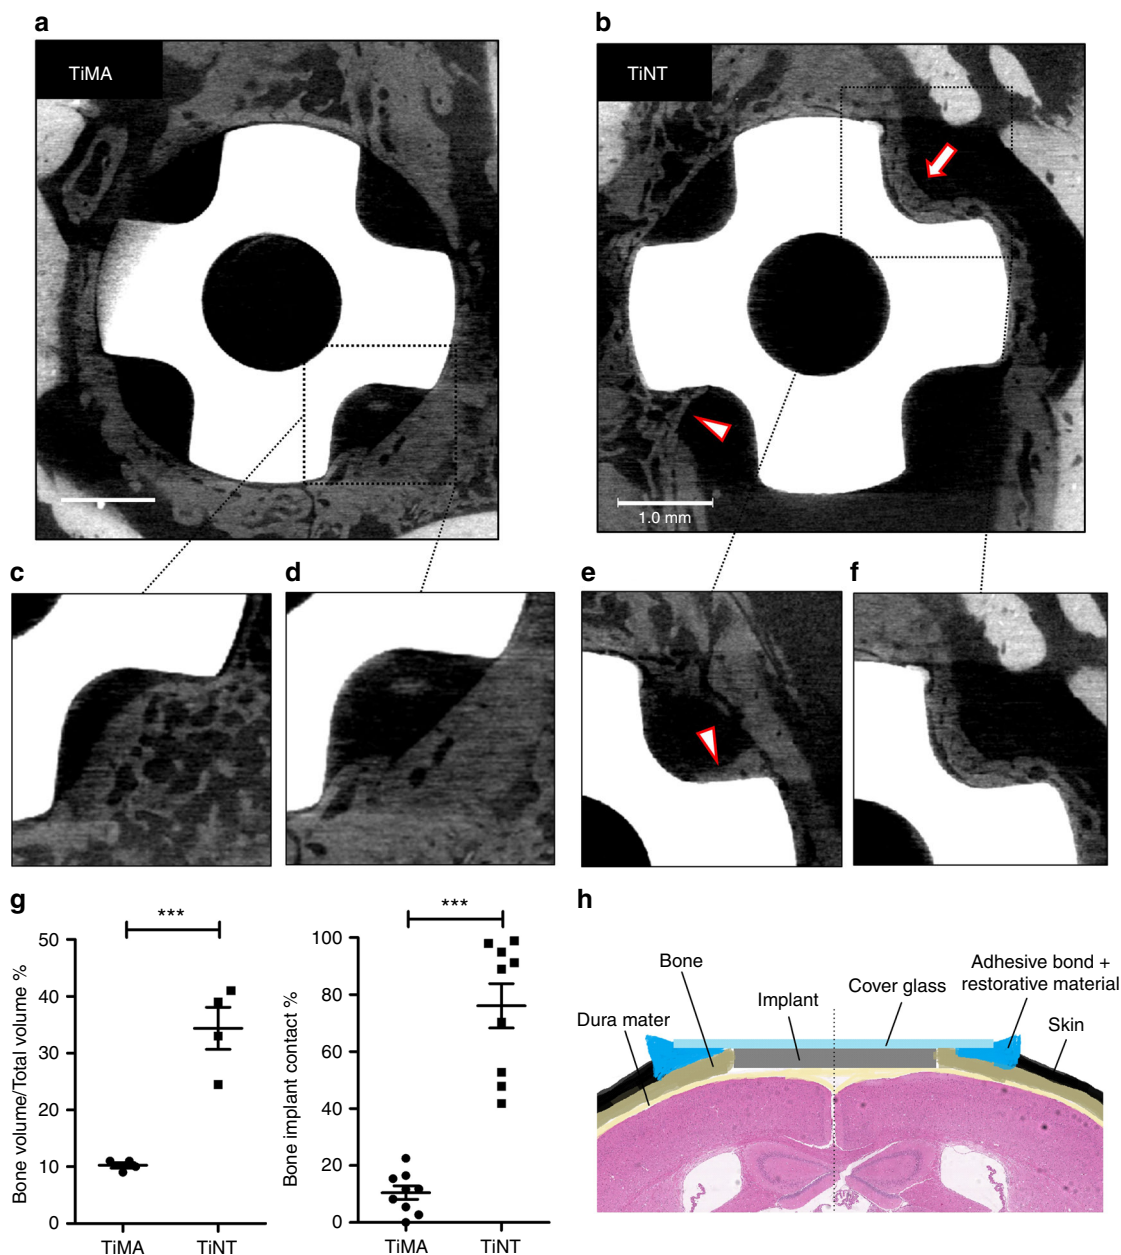 a
b
TiMA
TiNT
1.0 mm
c
d
e
f
g
h
***
***
Bone volume/Total volume %
50
40
30
20
10
0
TiMA
TiNT
Bone implant contact %
100
80
60
40
20
0
TiMA
TiNT
Bone
Implant
Cover glass
Adhesive bond +
restorative material
Dura mater
Skin